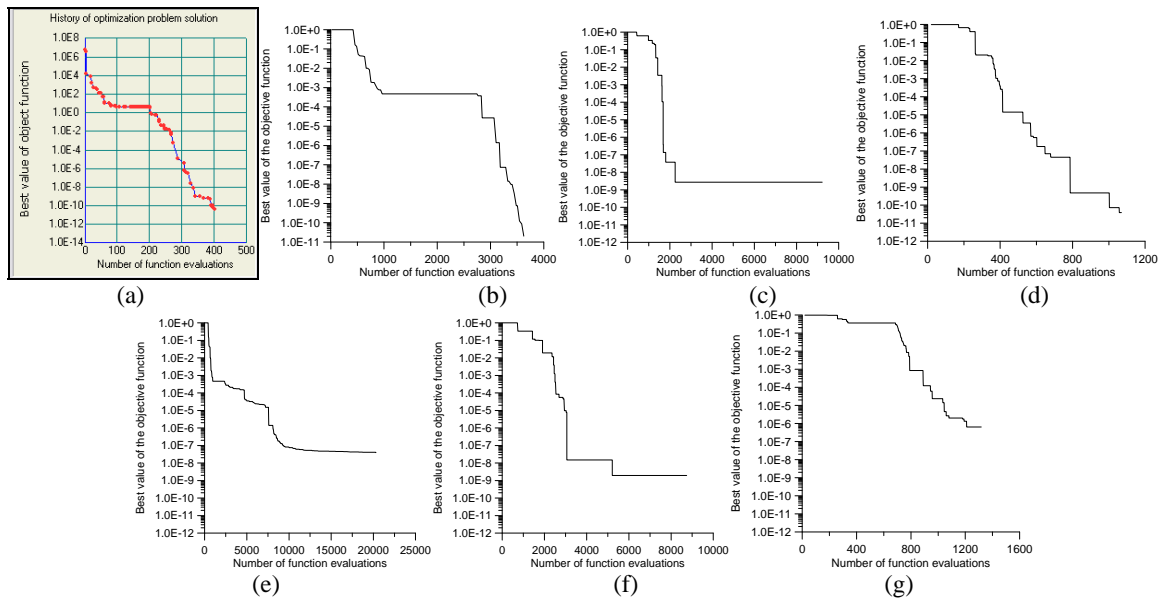 History of optimization problem solution
Best value of object function
1.0E+8
1.0E+6
1.0E+4
1.0E+2
1.0E+0
1.0E-2
1.0E-4
1.0E-6
1.0E-8
1.0E-10
1.0E-12
1.0E-14
0 100 200 300 400 500
Number of function evaluations
(a)
Best value of the objective function
1.0E+0
1.0E-1
1.0E-2
1.0E-3
1.0E-4
1.0E-5
1.0E-6
1.0E-7
1.0E-8
1.0E-9
1.0E-10
1.0E-11
0 1000 2000 3000 4000
Number of function evaluations
(b)
Best value of the objective function
1.0E+0
1.0E-1
1.0E-2
1.0E-3
1.0E-4
1.0E-5
1.0E-6
1.0E-7
1.0E-8
1.0E-9
1.0E-10
1.0E-11
1.0E-12
0 2000 4000 6000 8000 10000
Number of function evaluations
(c)
Best value of the objective function
1.0E+0
1.0E-1
1.0E-2
1.0E-3
1.0E-4
1.0E-5
1.0E-6
1.0E-7
1.0E-8
1.0E-9
1.0E-10
1.0E-11
1.0E-12
0 400 800 1200
Number of function evaluations
(d)
Best value of the objective function
1.0E+0
1.0E-1
1.0E-2
1.0E-3
1.0E-4
1.0E-5
1.0E-6
1.0E-7
1.0E-8
1.0E-9
1.0E-10
1.0E-11
1.0E-12
0 5000 10000 15000 20000 25000
Number of function evaluations
(e)
Best value of the objective function
1.0E+0
1.0E-1
1.0E-2
1.0E-3
1.0E-4
1.0E-5
1.0E-6
1.0E-7
1.0E-8
1.0E-9
1.0E-10
1.0E-11
1.0E-12
0 2000 4000 6000 8000 10000
Number of function evaluations
(f)
Best value of the objective function
1.0E+0
1.0E-1
1.0E-2
1.0E-3
1.0E-4
1.0E-5
1.0E-6
1.0E-7
1.0E-8
1.0E-9
1.0E-10
1.0E-11
1.0E-12
0 400 800 1200 1600
Number of function evaluations
(g)